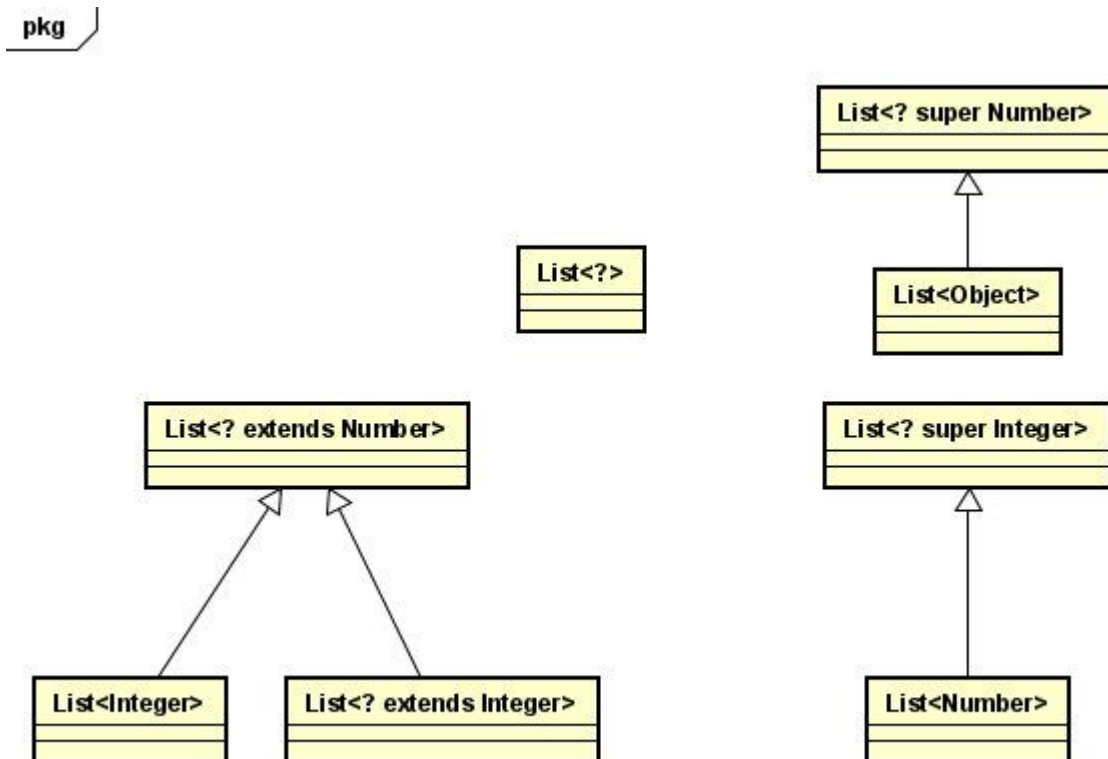 pkg
List<? super Number>
List<?>
List<Object>
List<? extends Number>
List<? super Integer>
List<Integer>
List<? extends Integer>
List<Number>